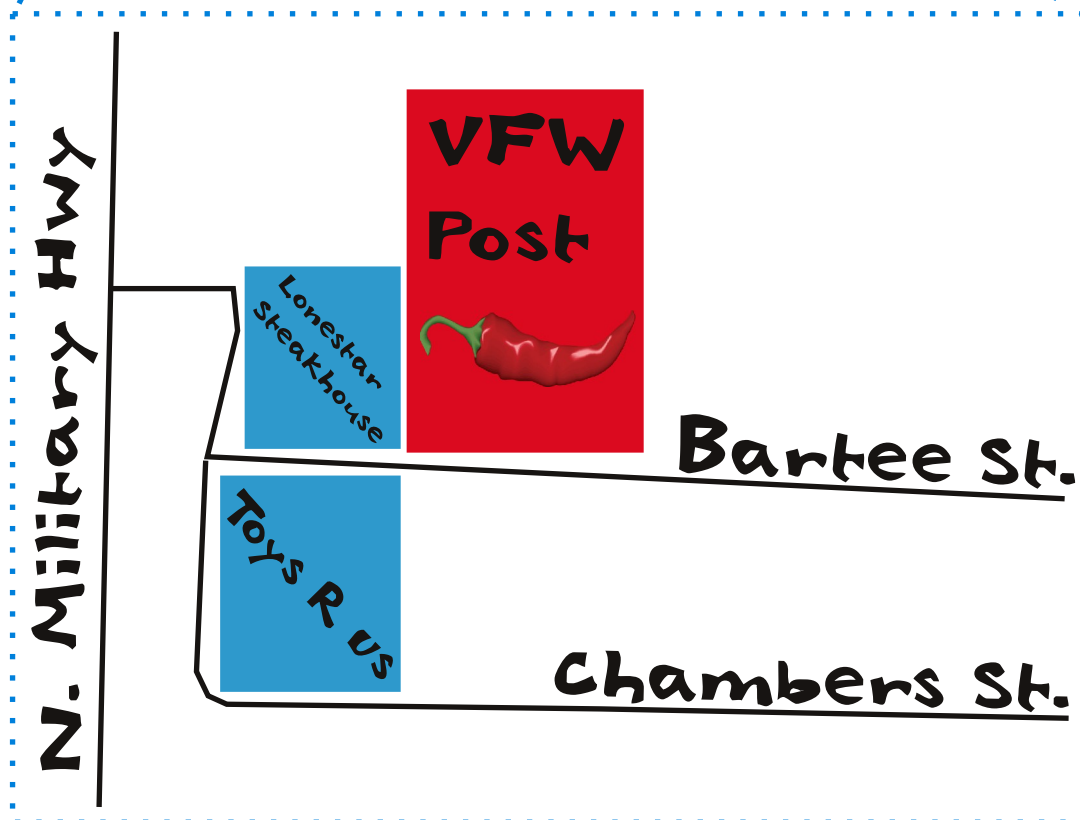 N. Military Hwy
VFW
Post
Lonestar
Steakhouse
Bartee St.
Toys R Us
Chambers St.